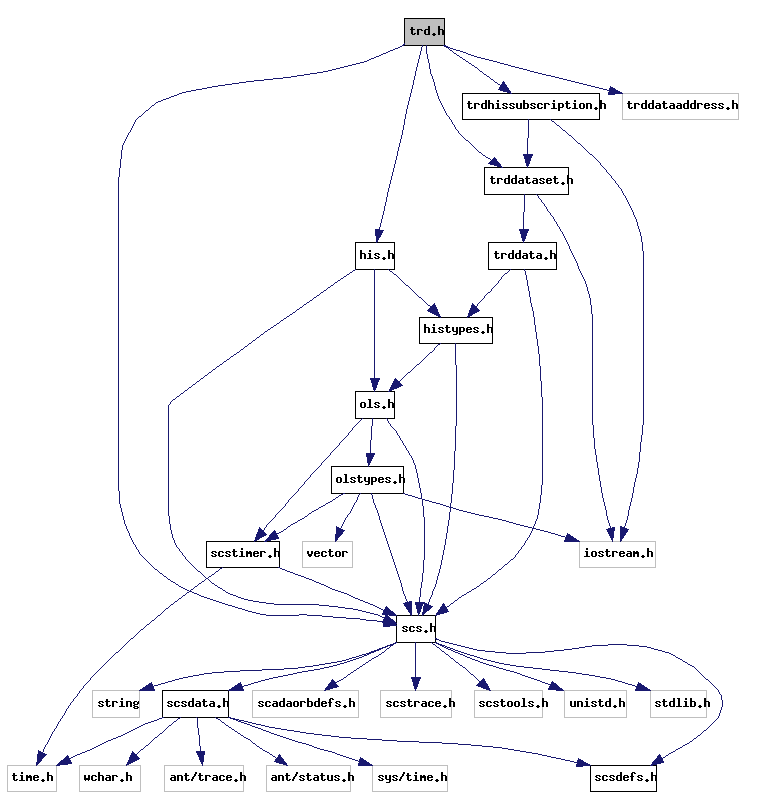 trd.h
trdhissubscription.h
trddataaddress.h
trddataset.h
his.h
trddata.h
histypes.h
ols.h
olstypes.h
scstimer.h
vector
iostream.h
scs.h
string
scsdata.h
scadaorbdefs.h
scstrace.h
scstools.h
unistd.h
stdlib.h
time.h
wchar.h
ant/trace.h
ant/status.h
sys/time.h
scsdefs.h